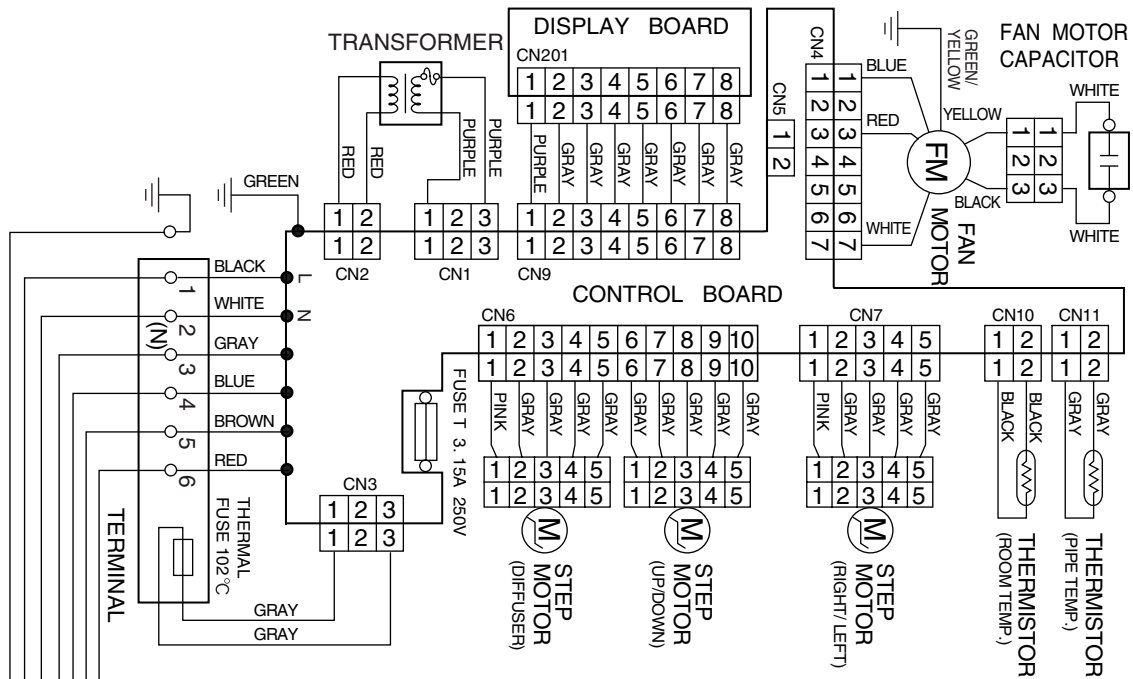 TRANSFORMER
DISPLAY BOARD
CN201
1 2 3 4 5 6 7 8
1 2 3 4 5 6 7 8
PURPLE GRAY GRAY GRAY GRAY GRAY GRAY GRAY
1 2 3 4 5 6 7 8
1 2 3 4 5 6 7 8
CN9
RED
RED
PURPLE
PURPLE
GREEN
1 2
1 2
CN2
1 2 3
1 2 3
CN1
CN5
1
2
CN4
1 1
2 2
3 3
4 4
5 5
6 6
7 7
BLUE
RED
WHITE
GREEN/
YELLOW
YELLOW
BLACK
FM
FAN
MOTOR
FAN MOTOR
CAPACITOR
1 1
2 2
3 3
WHITE
WHITE
BLACK
L
WHITE
N
GRAY
BLUE
BROWN
RED
1
2
(N)
3
4
5
6
TERMINAL
THERMAL
FUSE 102°C
GRAY
GRAY
CN3
1 2 3
1 2 3
FUSE T 3. 15A 250V
CONTROL BOARD
CN6
1 2 3 4 5 6 7 8 9 10
1 2 3 4 5 6 7 8 9 10
PINK GRAY GRAY GRAY GRAY GRAY GRAY GRAY GRAY GRAY
1 2 3 4 5
1 2 3 4 5
M
STEP
MOTOR
(DIFFUSER)
1 2 3 4 5
1 2 3 4 5
M
STEP
MOTOR
(UP/DOWN)
CN7
1 2 3 4 5
1 2 3 4 5
PINK GRAY GRAY GRAY GRAY
1 2 3 4 5
1 2 3 4 5
M
STEP
MOTOR
(RIGHT/ LEFT)
CN10
1 2
1 2
BLACK
BLACK
THERMISTOR
(ROOM TEMP.)
CN11
1 2
1 2
GRAY
GRAY
THERMISTOR
(PIPE TEMP.)